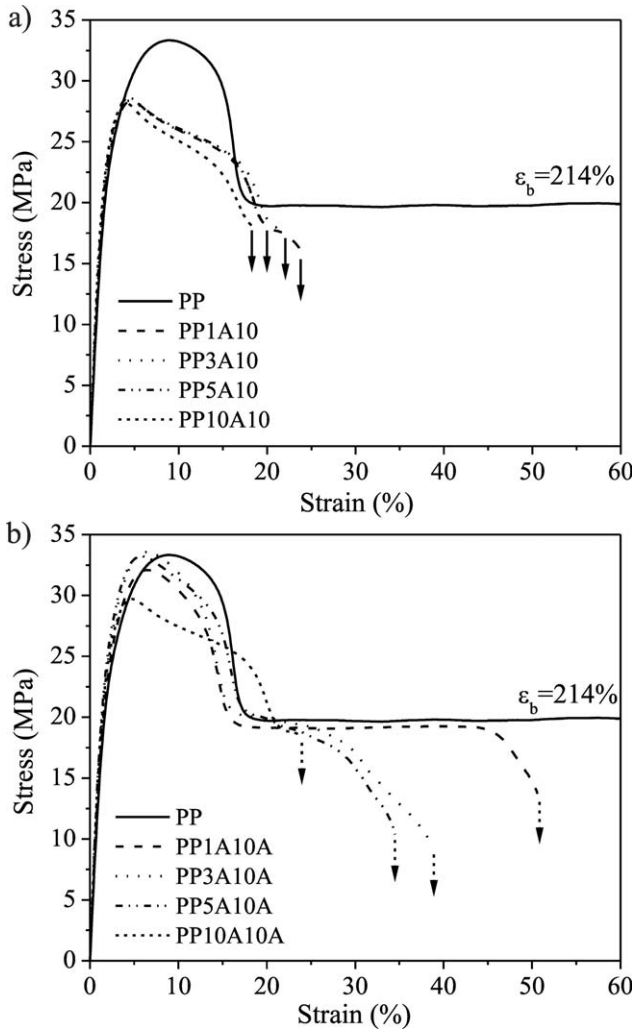 a)
35
30
25
20
15
10
5
0
Stress (MPa)
ε_b=214%
PP
PP1A10
PP3A10
PP5A10
PP10A10
0 10 20 30 40 50 60
Strain (%)
b)
35
30
25
20
15
10
5
0
Stress (MPa)
ε_b=214%
PP
PP1A10A
PP3A10A
PP5A10A
PP10A10A
0 10 20 30 40 50 60
Strain (%)